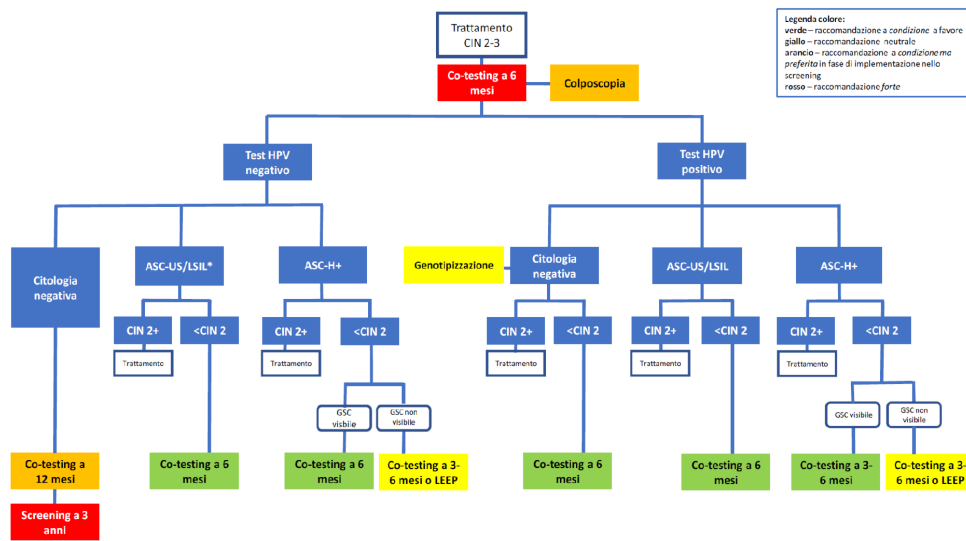 Trattamento
CIN 2-3
Legenda colore:
verde – raccomandazione a condizione a favore
giallo – raccomandazione neutrale
arancio – raccomandazione a condizione ma
preferita in fase di implementazione nello
screening
rosso – raccomandazione forte
Co-testing a 6
mesi
Colposcopia
Test HPV
negativo
Test HPV
positivo
Citologia
negativa
ASC-US/LSIL*
ASC-H+
Genotipizzazione
Citologia
negativa
ASC-US/LSIL
ASC-H+
CIN 2+
<CIN 2
CIN 2+
<CIN 2
CIN 2+
<CIN 2
CIN 2+
<CIN 2
CIN 2+
<CIN 2
Trattamento
Trattamento
Trattamento
Trattamento
Trattamento
GSC
visbile
GSC non
visibile
GSC visibile
GSC non
visibile
Co-testing a
12 mesi
Co-testing a 6
mesi
Co-testing a 6
mesi
Co-testing a 3-
6 mesi o LEEP
Co-testing a 6
mesi
Co-testing a 6
mesi
Co-testing a 3-
6 mesi
Co-testing a 3-
6 mesi o LEEP
Screening a 3
anni